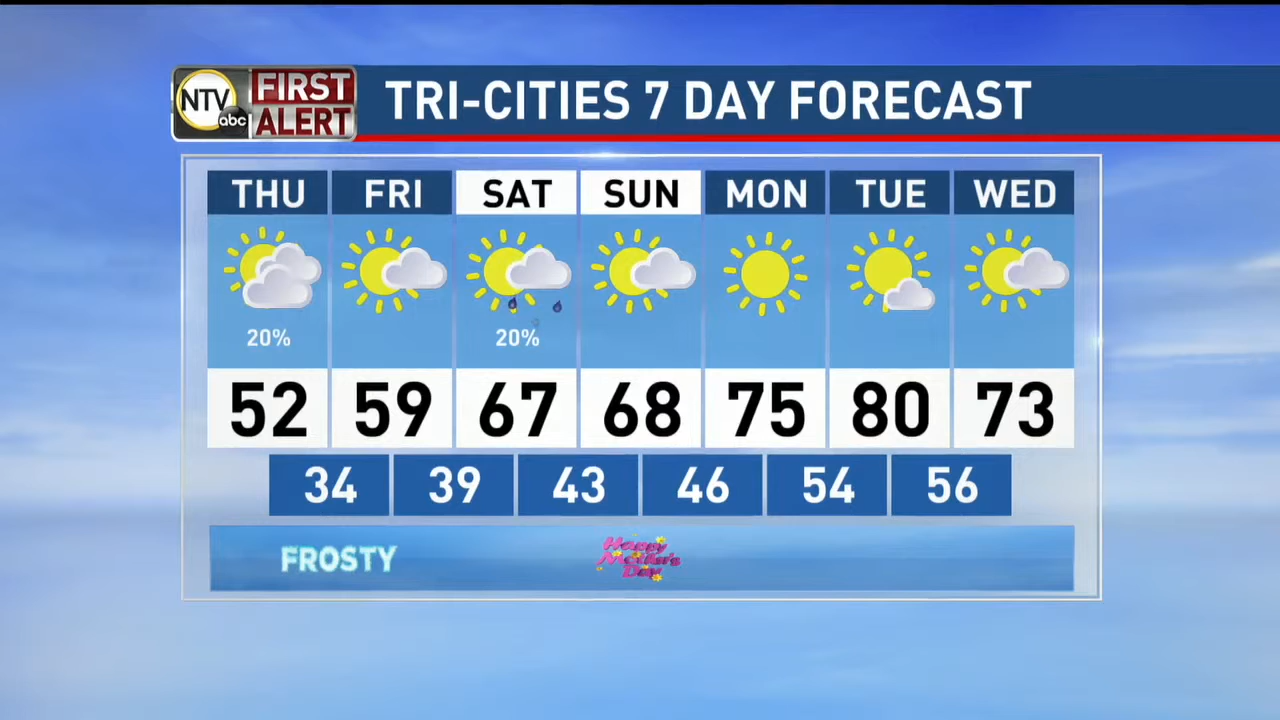 NTV
abc
FIRST
ALERT
TRI-CITIES 7 DAY FORECAST
THU FRI SAT SUN MON TUE WED
20% 20%
52 59 67 68 75 80 73
34 39 43 46 54 56
FROSTY
Happy
Mother's
Day